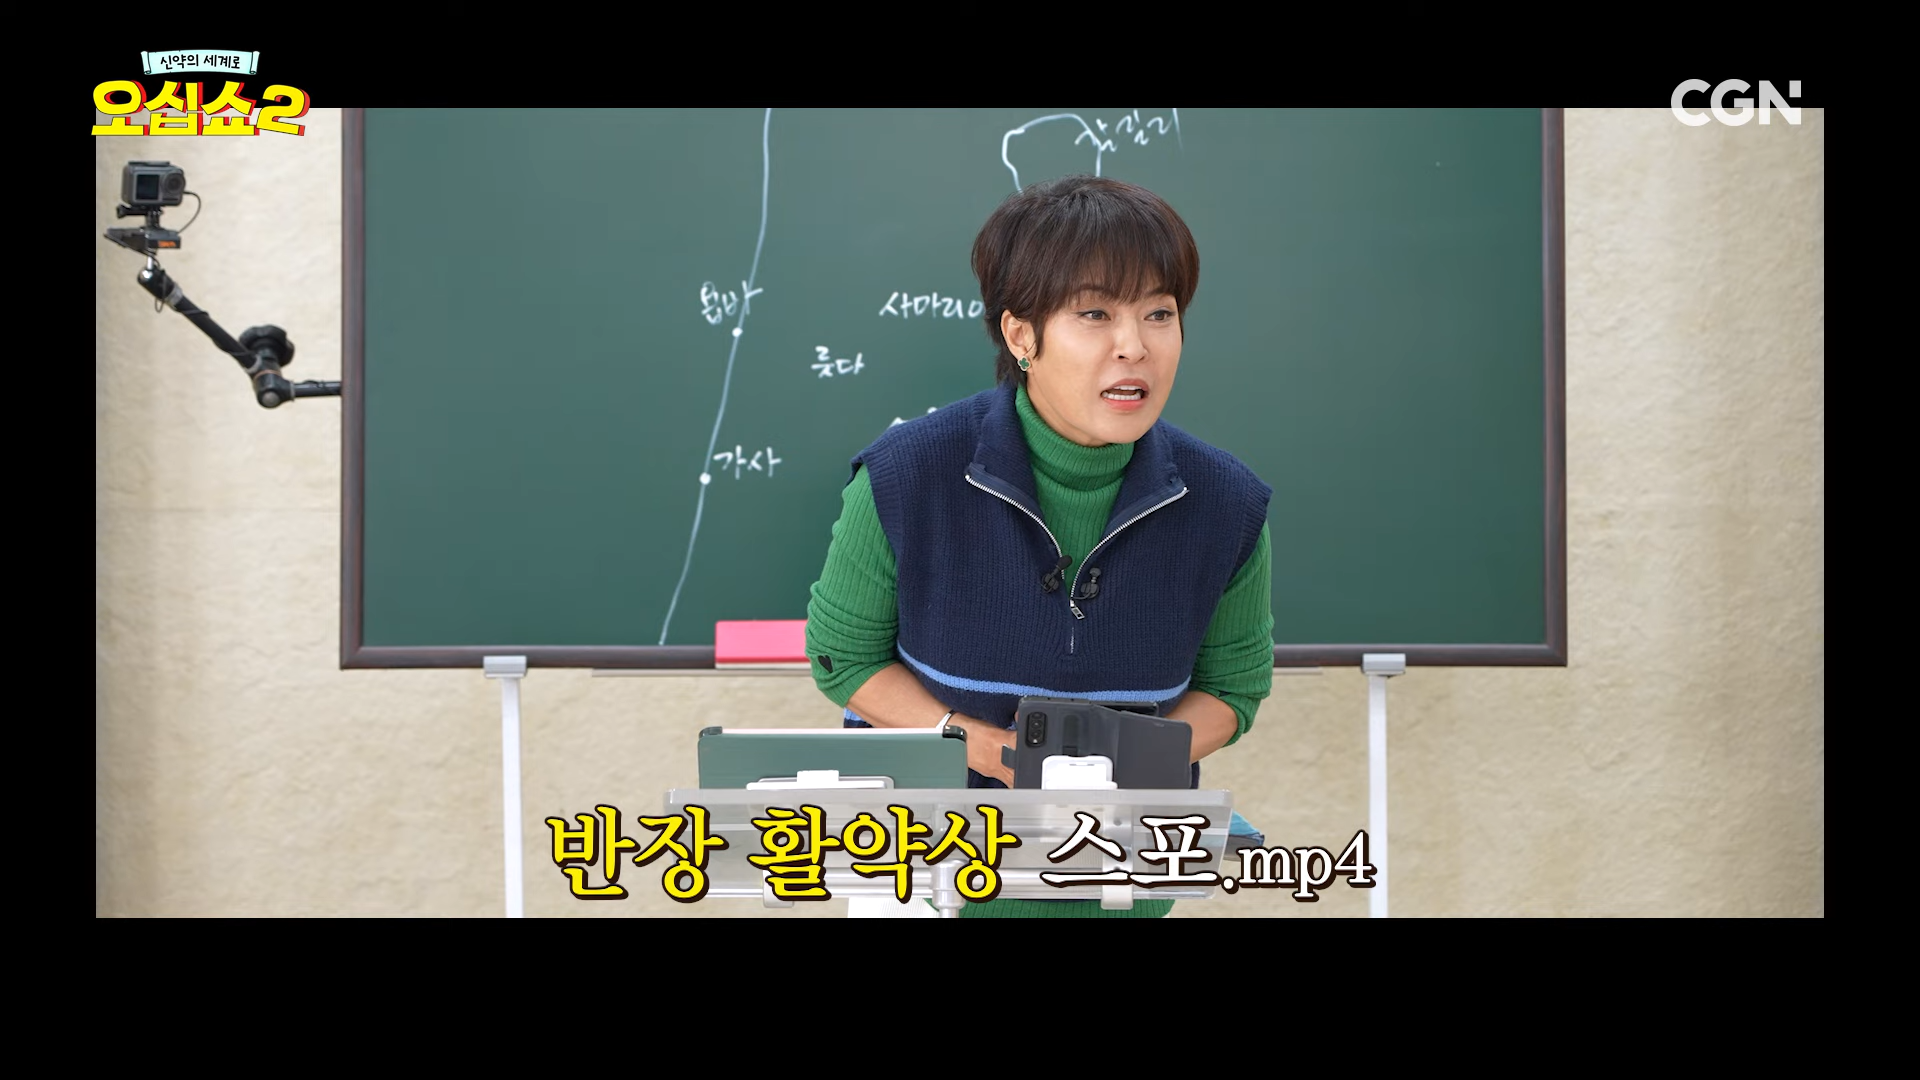 신약의 세계로
오십쇼2
CGN
갈릴리
욥바
사마리아
룻다
가사
반장 활약상 스포.mp4